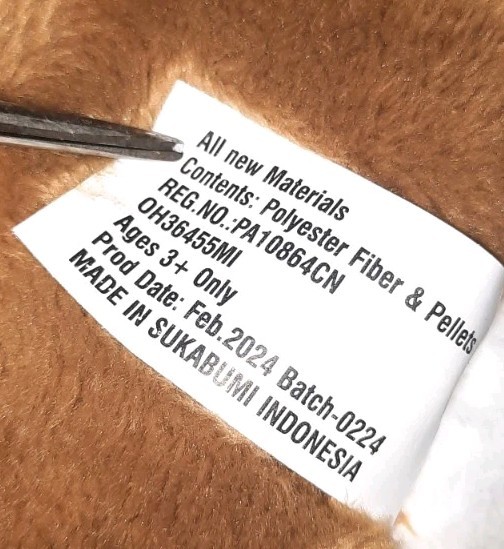 All new Materials
Contents: Polyester Fiber & Pellets
REG.NO.:PA10864CN
OH36455MI
Ages 3+ Only
Prod Date: Feb.2024 Batch-0224
MADE IN SUKABUMI INDONESIA